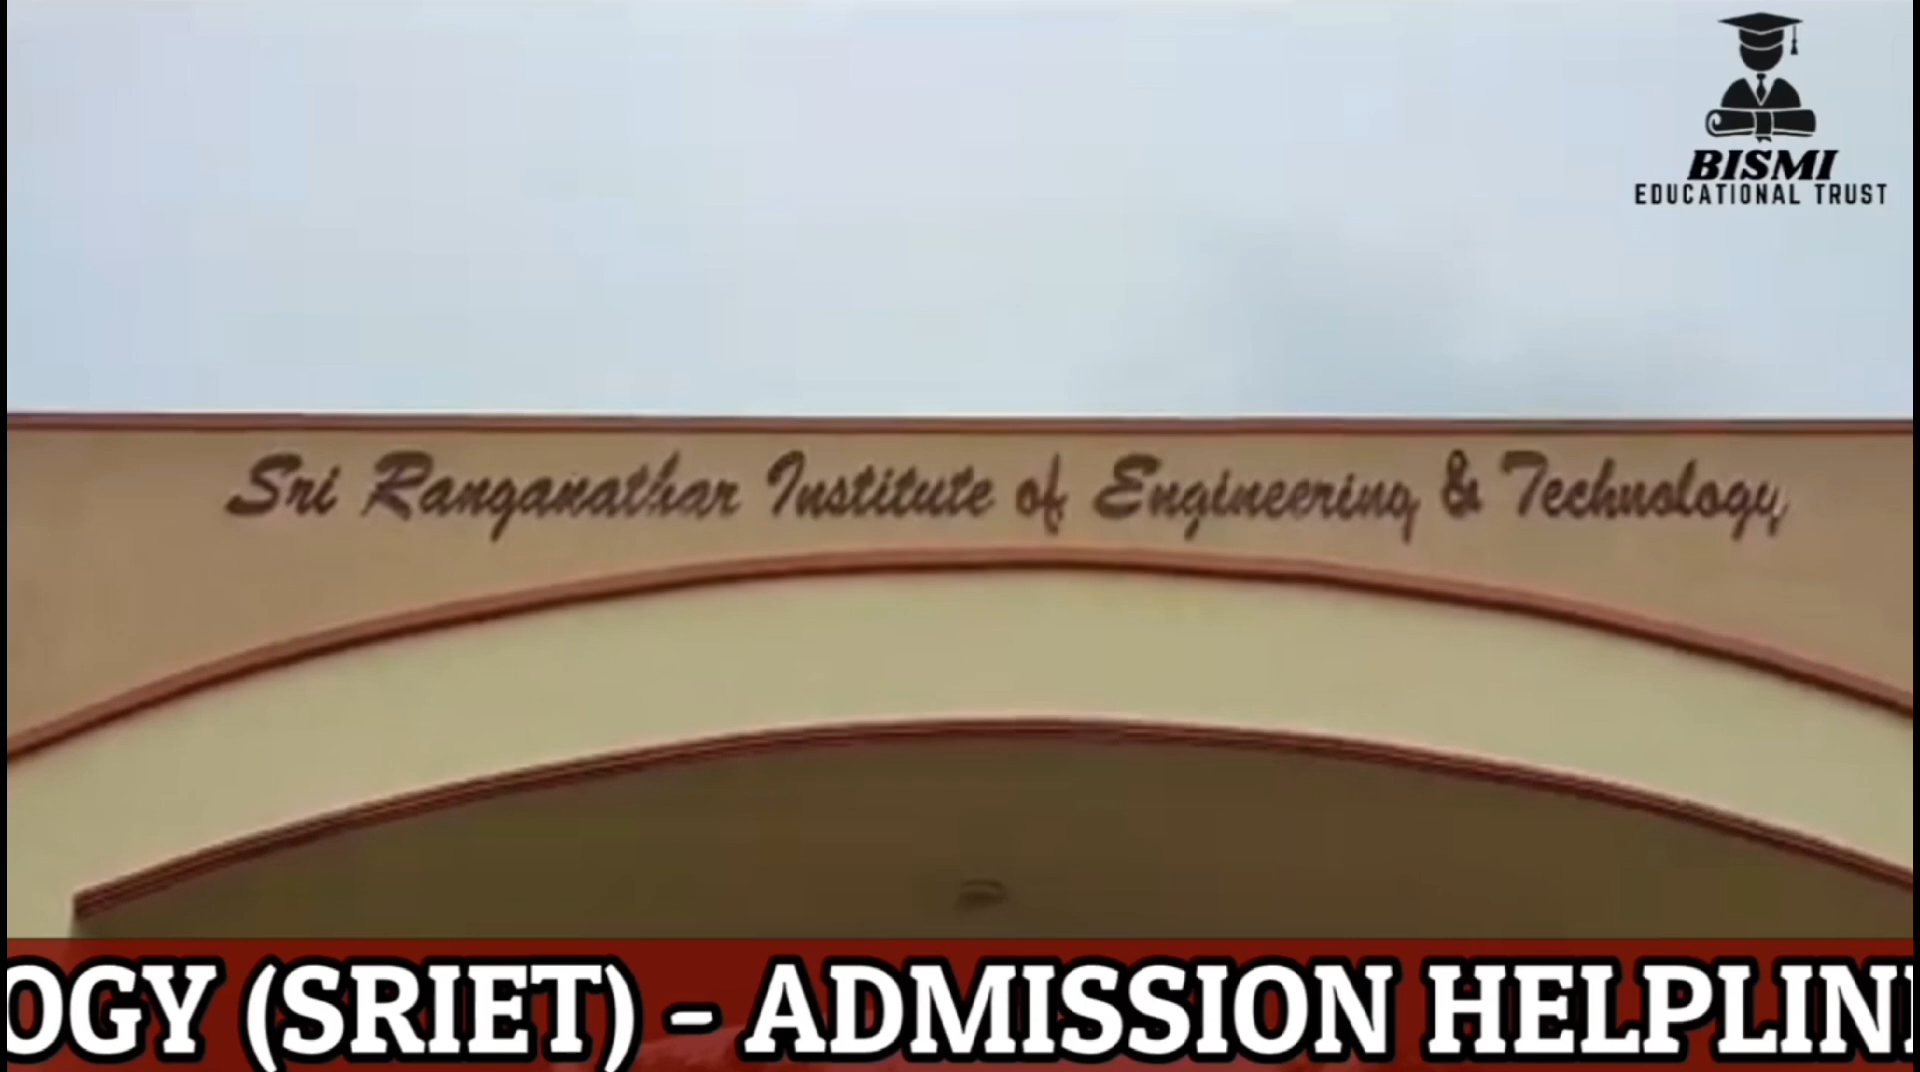 BISMI
EDUCATIONAL TRUST
Sri Ranganathar Institute of Engineering & Technology
OGY (SRIET) – ADMISSION HELPLIN